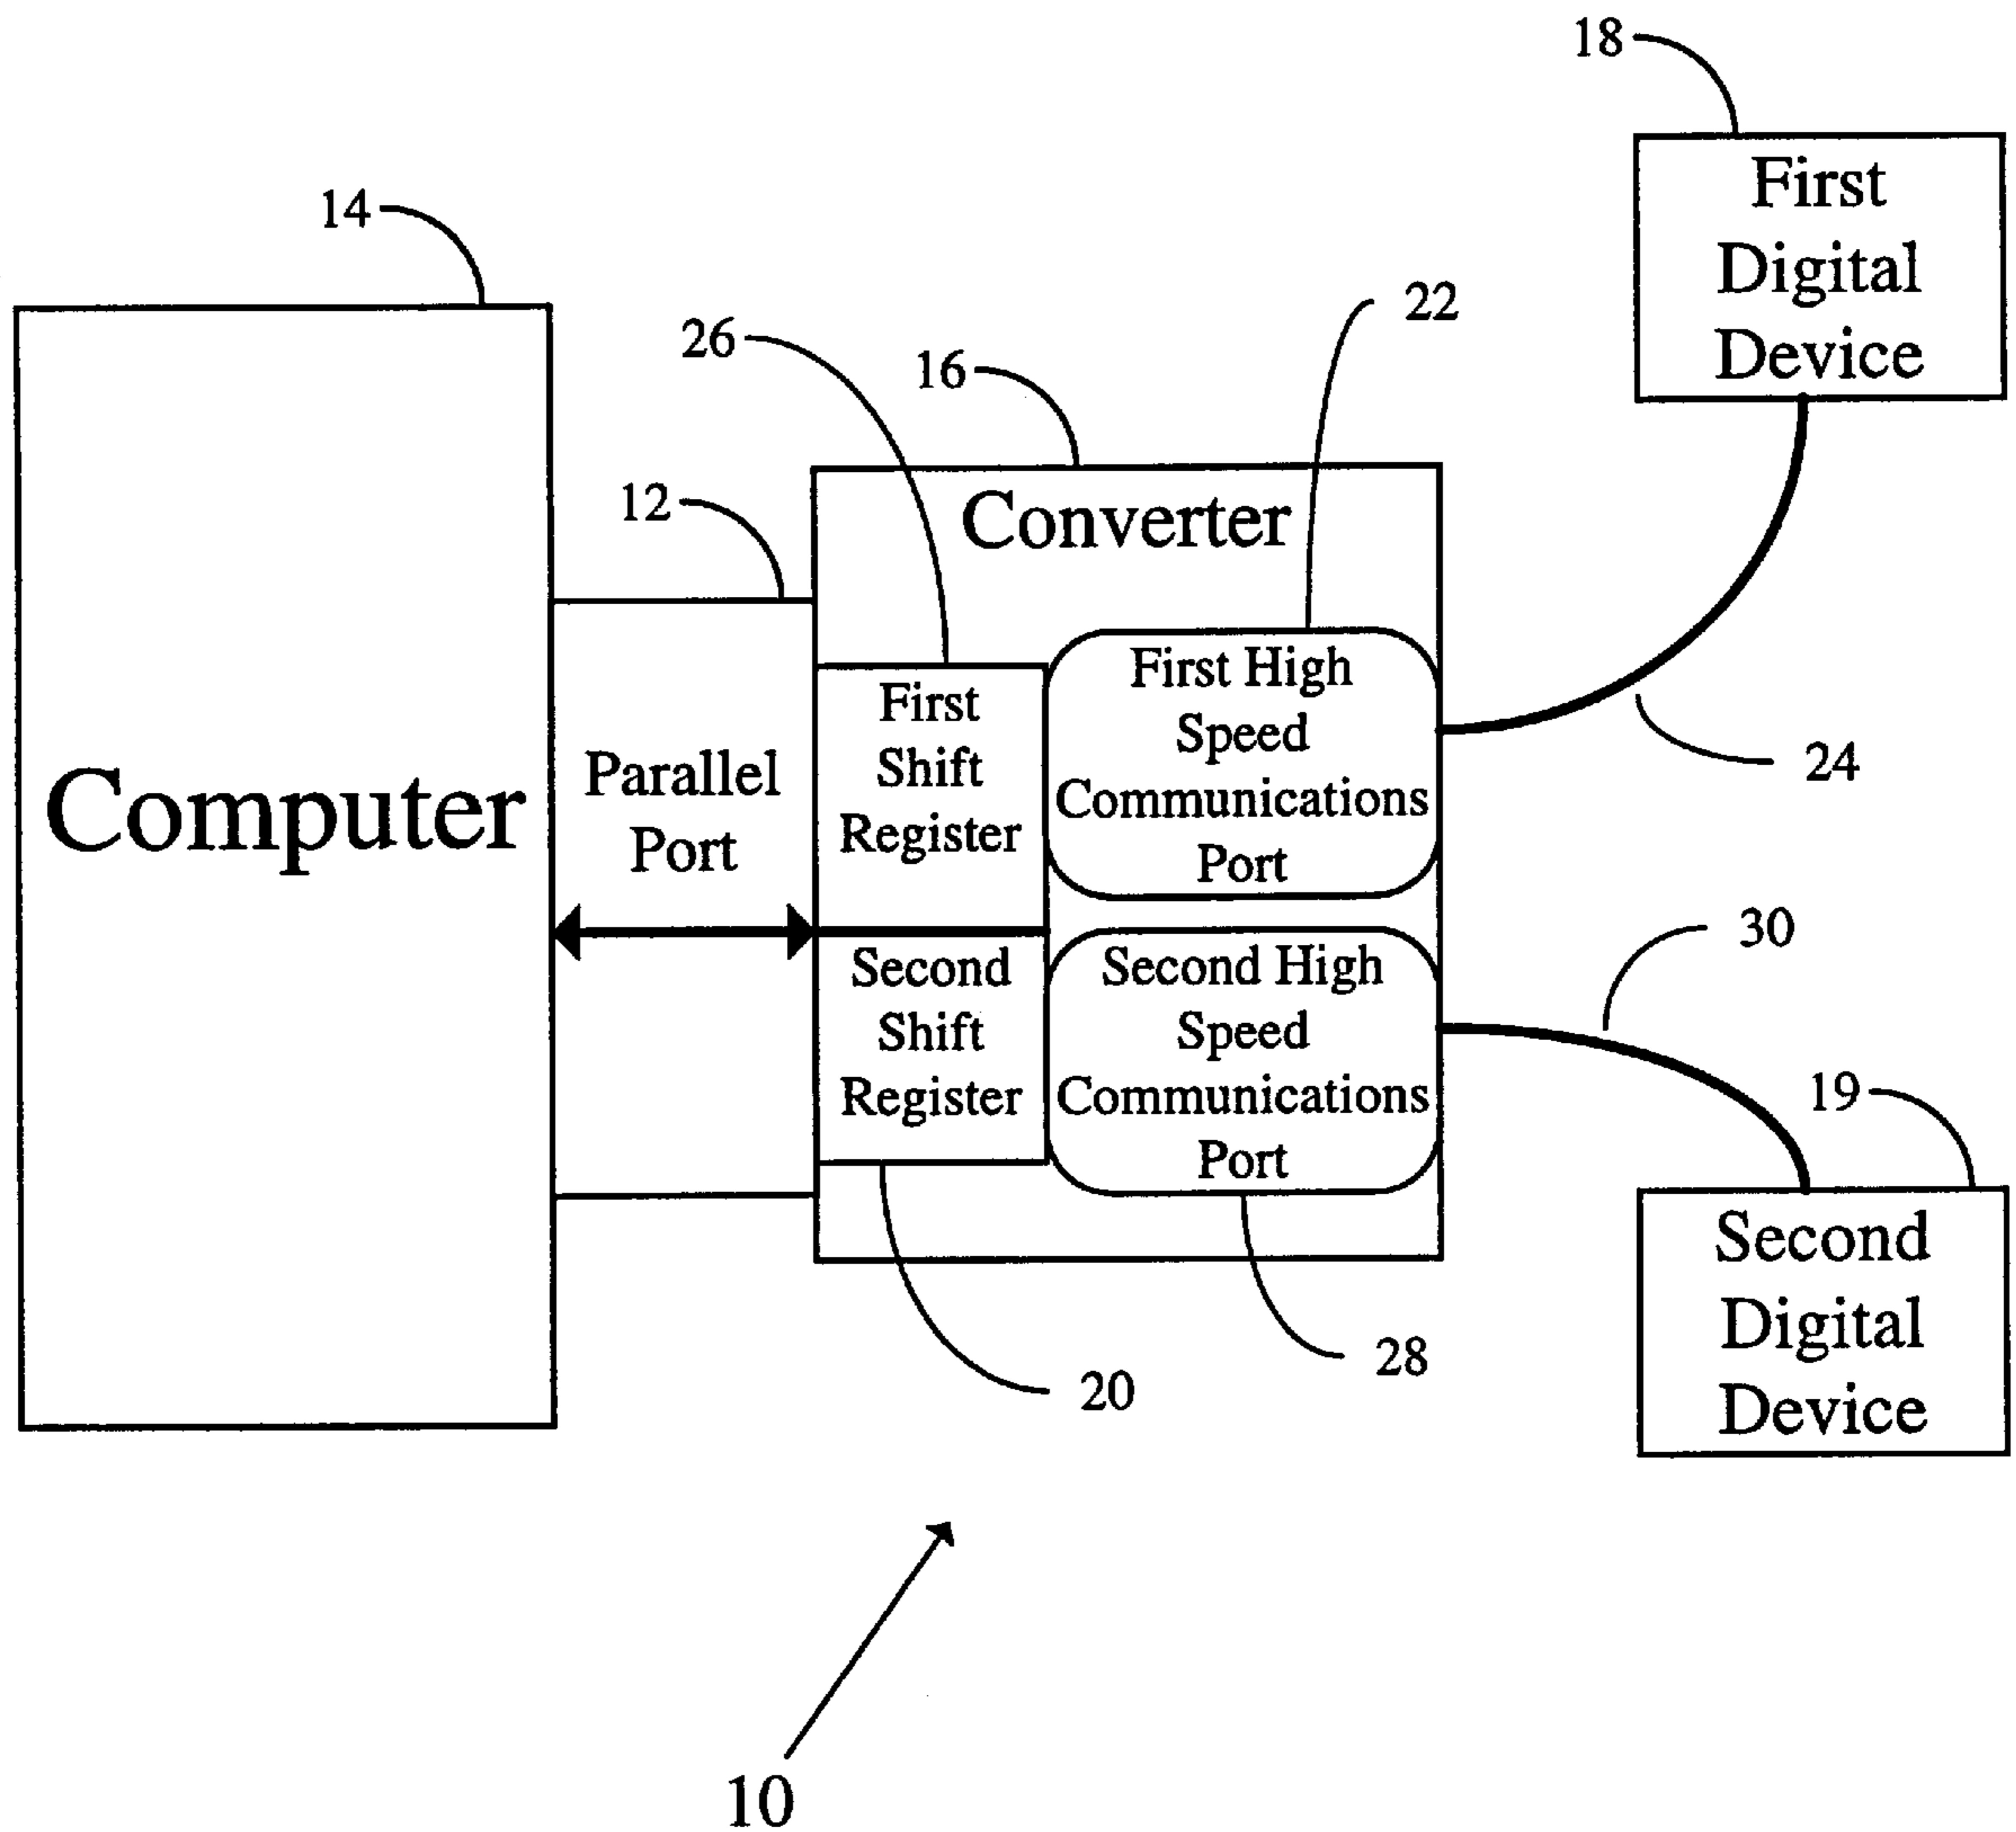 18
First
Digital
Device
14
22
26
16
12
Converter
First High
Speed
Communications
Port
First
Shift
Register
24
Parallel
Port
Computer
30
Second
Shift
Register
Second High
Speed
Communications
Port
19
Second
Digital
Device
28
20
10